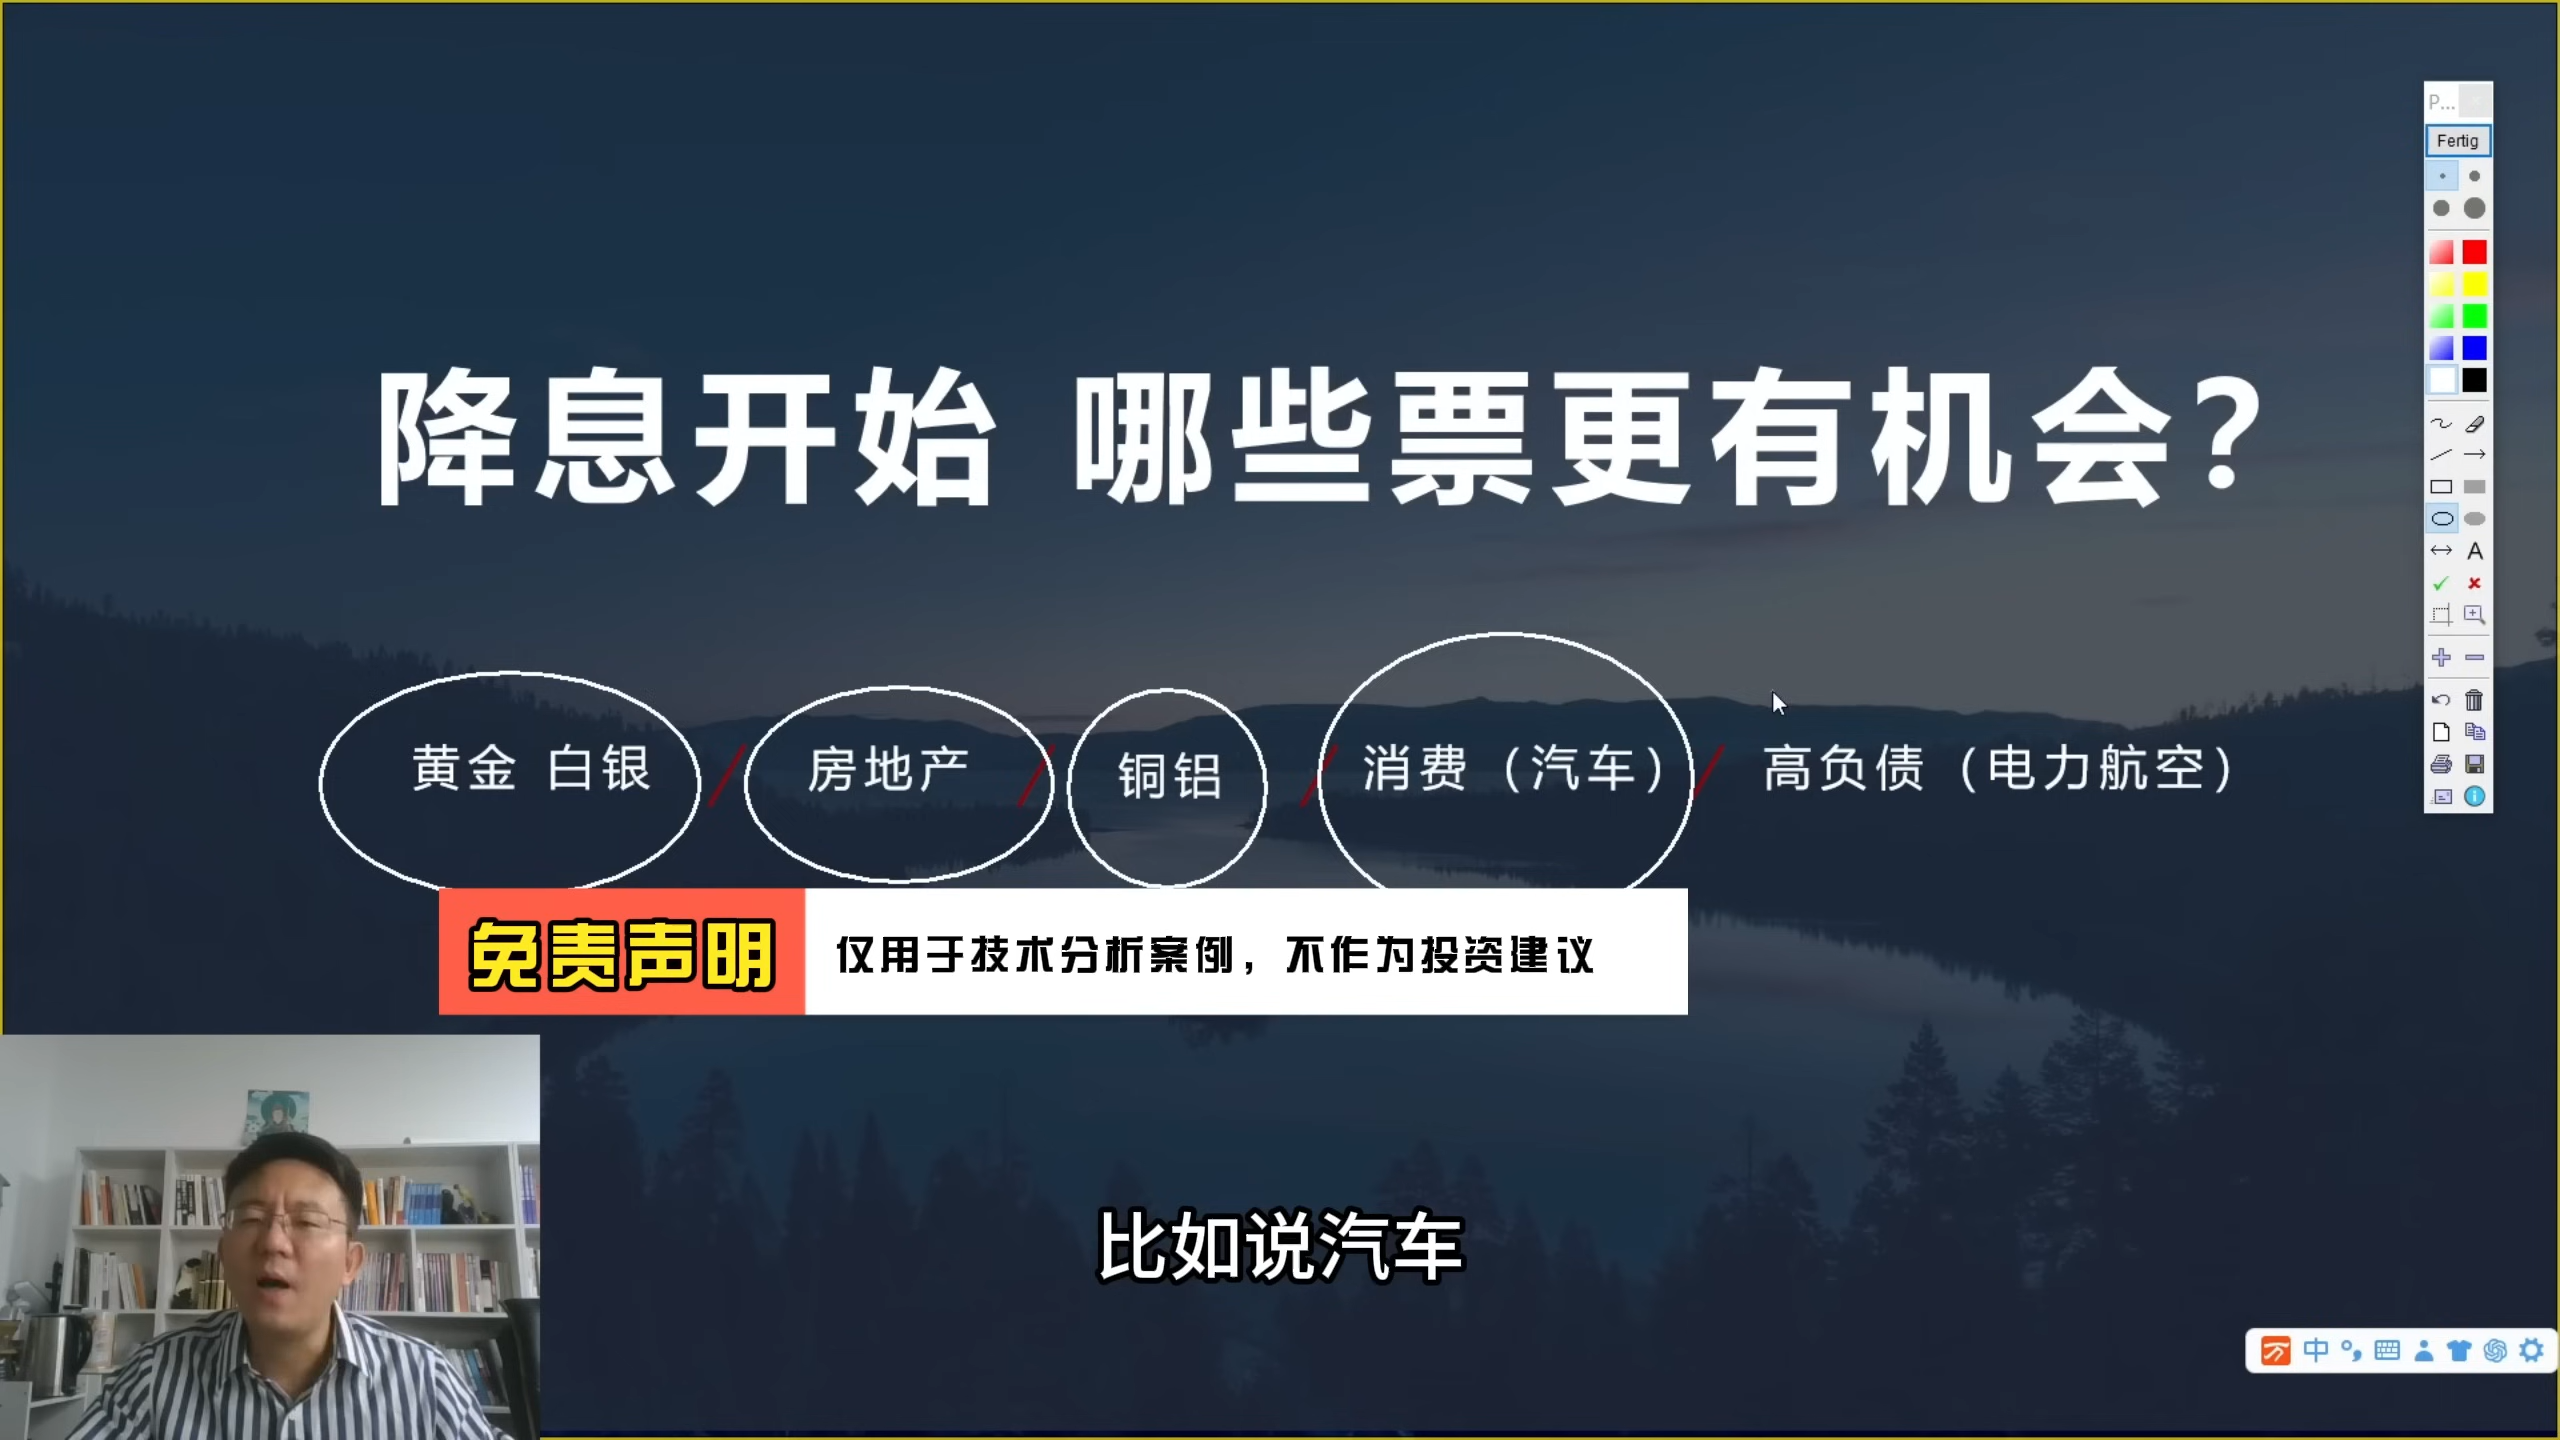 P...
Fertig
降息开始 哪些票更有机会？
A
黄金 白银 / 房地产 / 铜铝 / 消费（汽车） / 高负债（电力航空）
免责声明 仅用于技术分析案例，不作为投资建议
比如说汽车
中